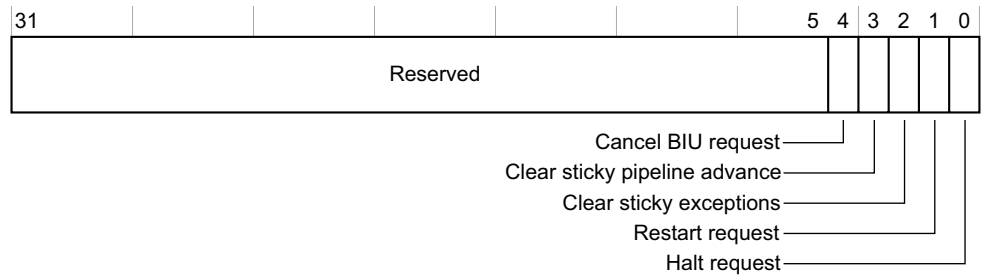 31 5 4 3 2 1 0
Reserved
Cancel BIU request
Clear sticky pipeline advance
Clear sticky exceptions
Restart request
Halt request